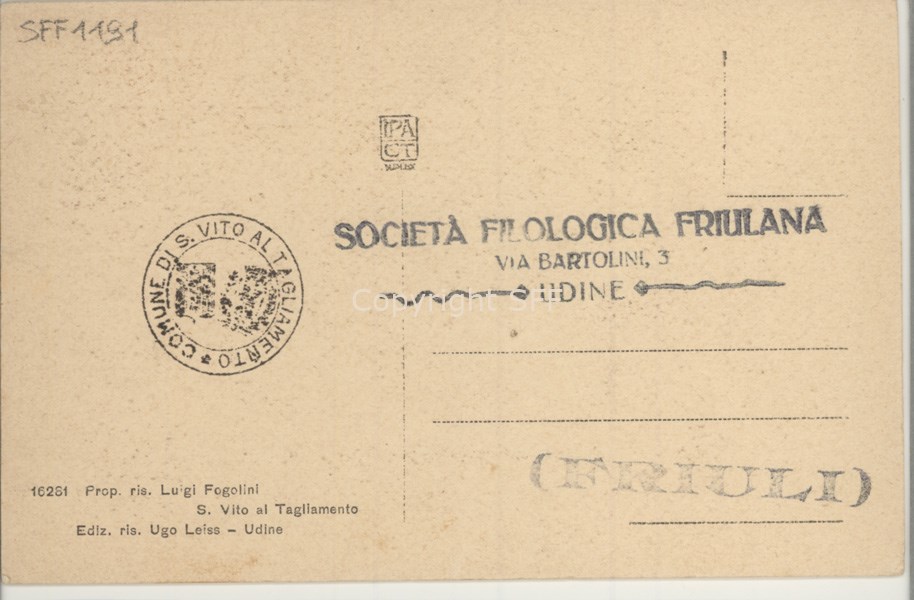 SFF1191
IPA
CT
COMUNE DI S. VITO AL TAGLIAMENTO
SOCIETÀ FILOLOGICA FRIULANA
VIA BARTOLINI, 3
UDINE
Copyright SFF
(FRIULI)
16281 Prop. ris. Luigi Fogolini
S. Vito al Tagliamento
Ediz. ris. Ugo Leiss – Udine